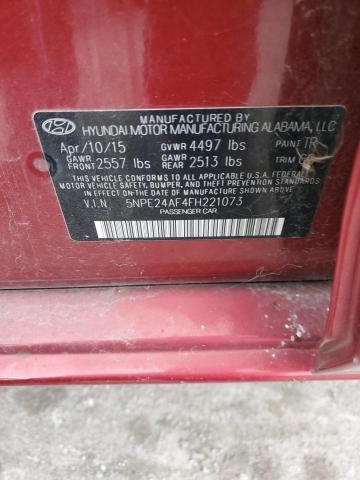 MANUFACTURED BY
HYUNDAI MOTOR MANUFACTURING ALABAMA, LLC
Apr/10/15 GVWR 4497 lbs PAINT TR
GAWR FRONT 2557 lbs GAWR REAR 2513 lbs TRIM
THIS VEHICLE CONFORMS TO ALL APPLICABLE U.S.A FEDERAL
MOTOR VEHICLE SAFETY, BUMPER, AND THEFT PREVENTION STANDARDS IN
EFFECT ON THE DATE OF MANUFACTURE SHOWN ABOVE.
V.I.N. 5NPE24AF4FH221073
PASSENGER CAR